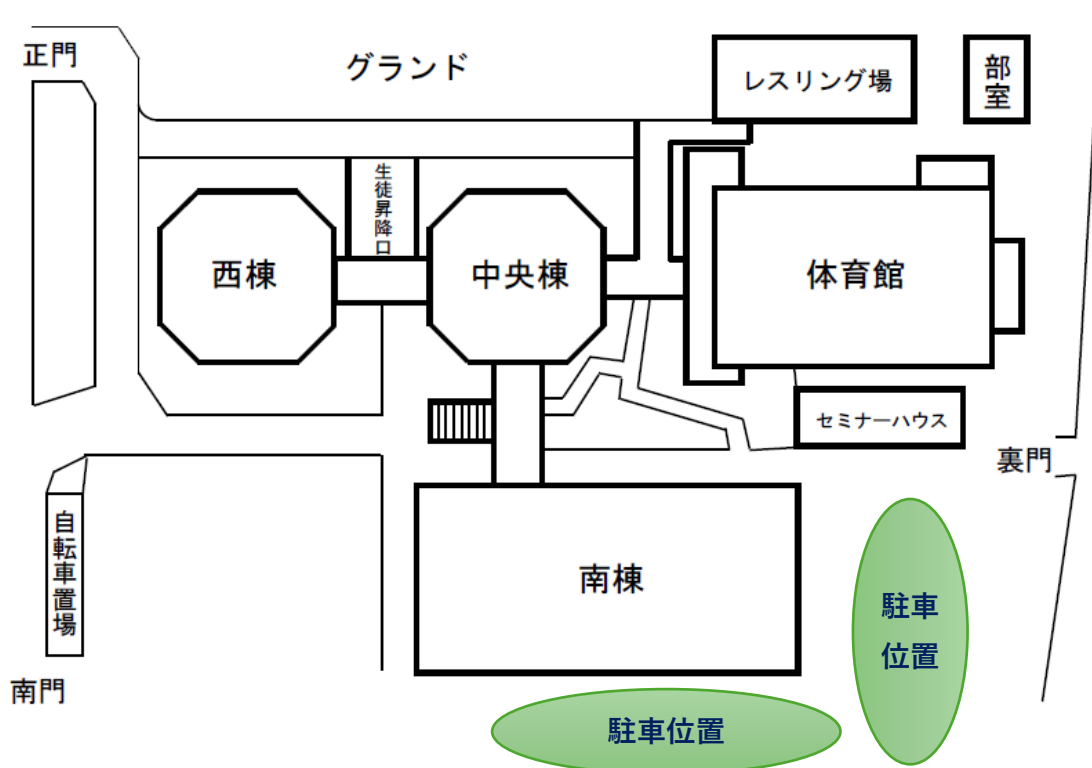 正門
グランド
レスリング場
部室
生徒昇降口
西棟
中央棟
体育館
セミナーハウス
裏門
自転車置場
南棟
駐車
位置
南門
駐車位置